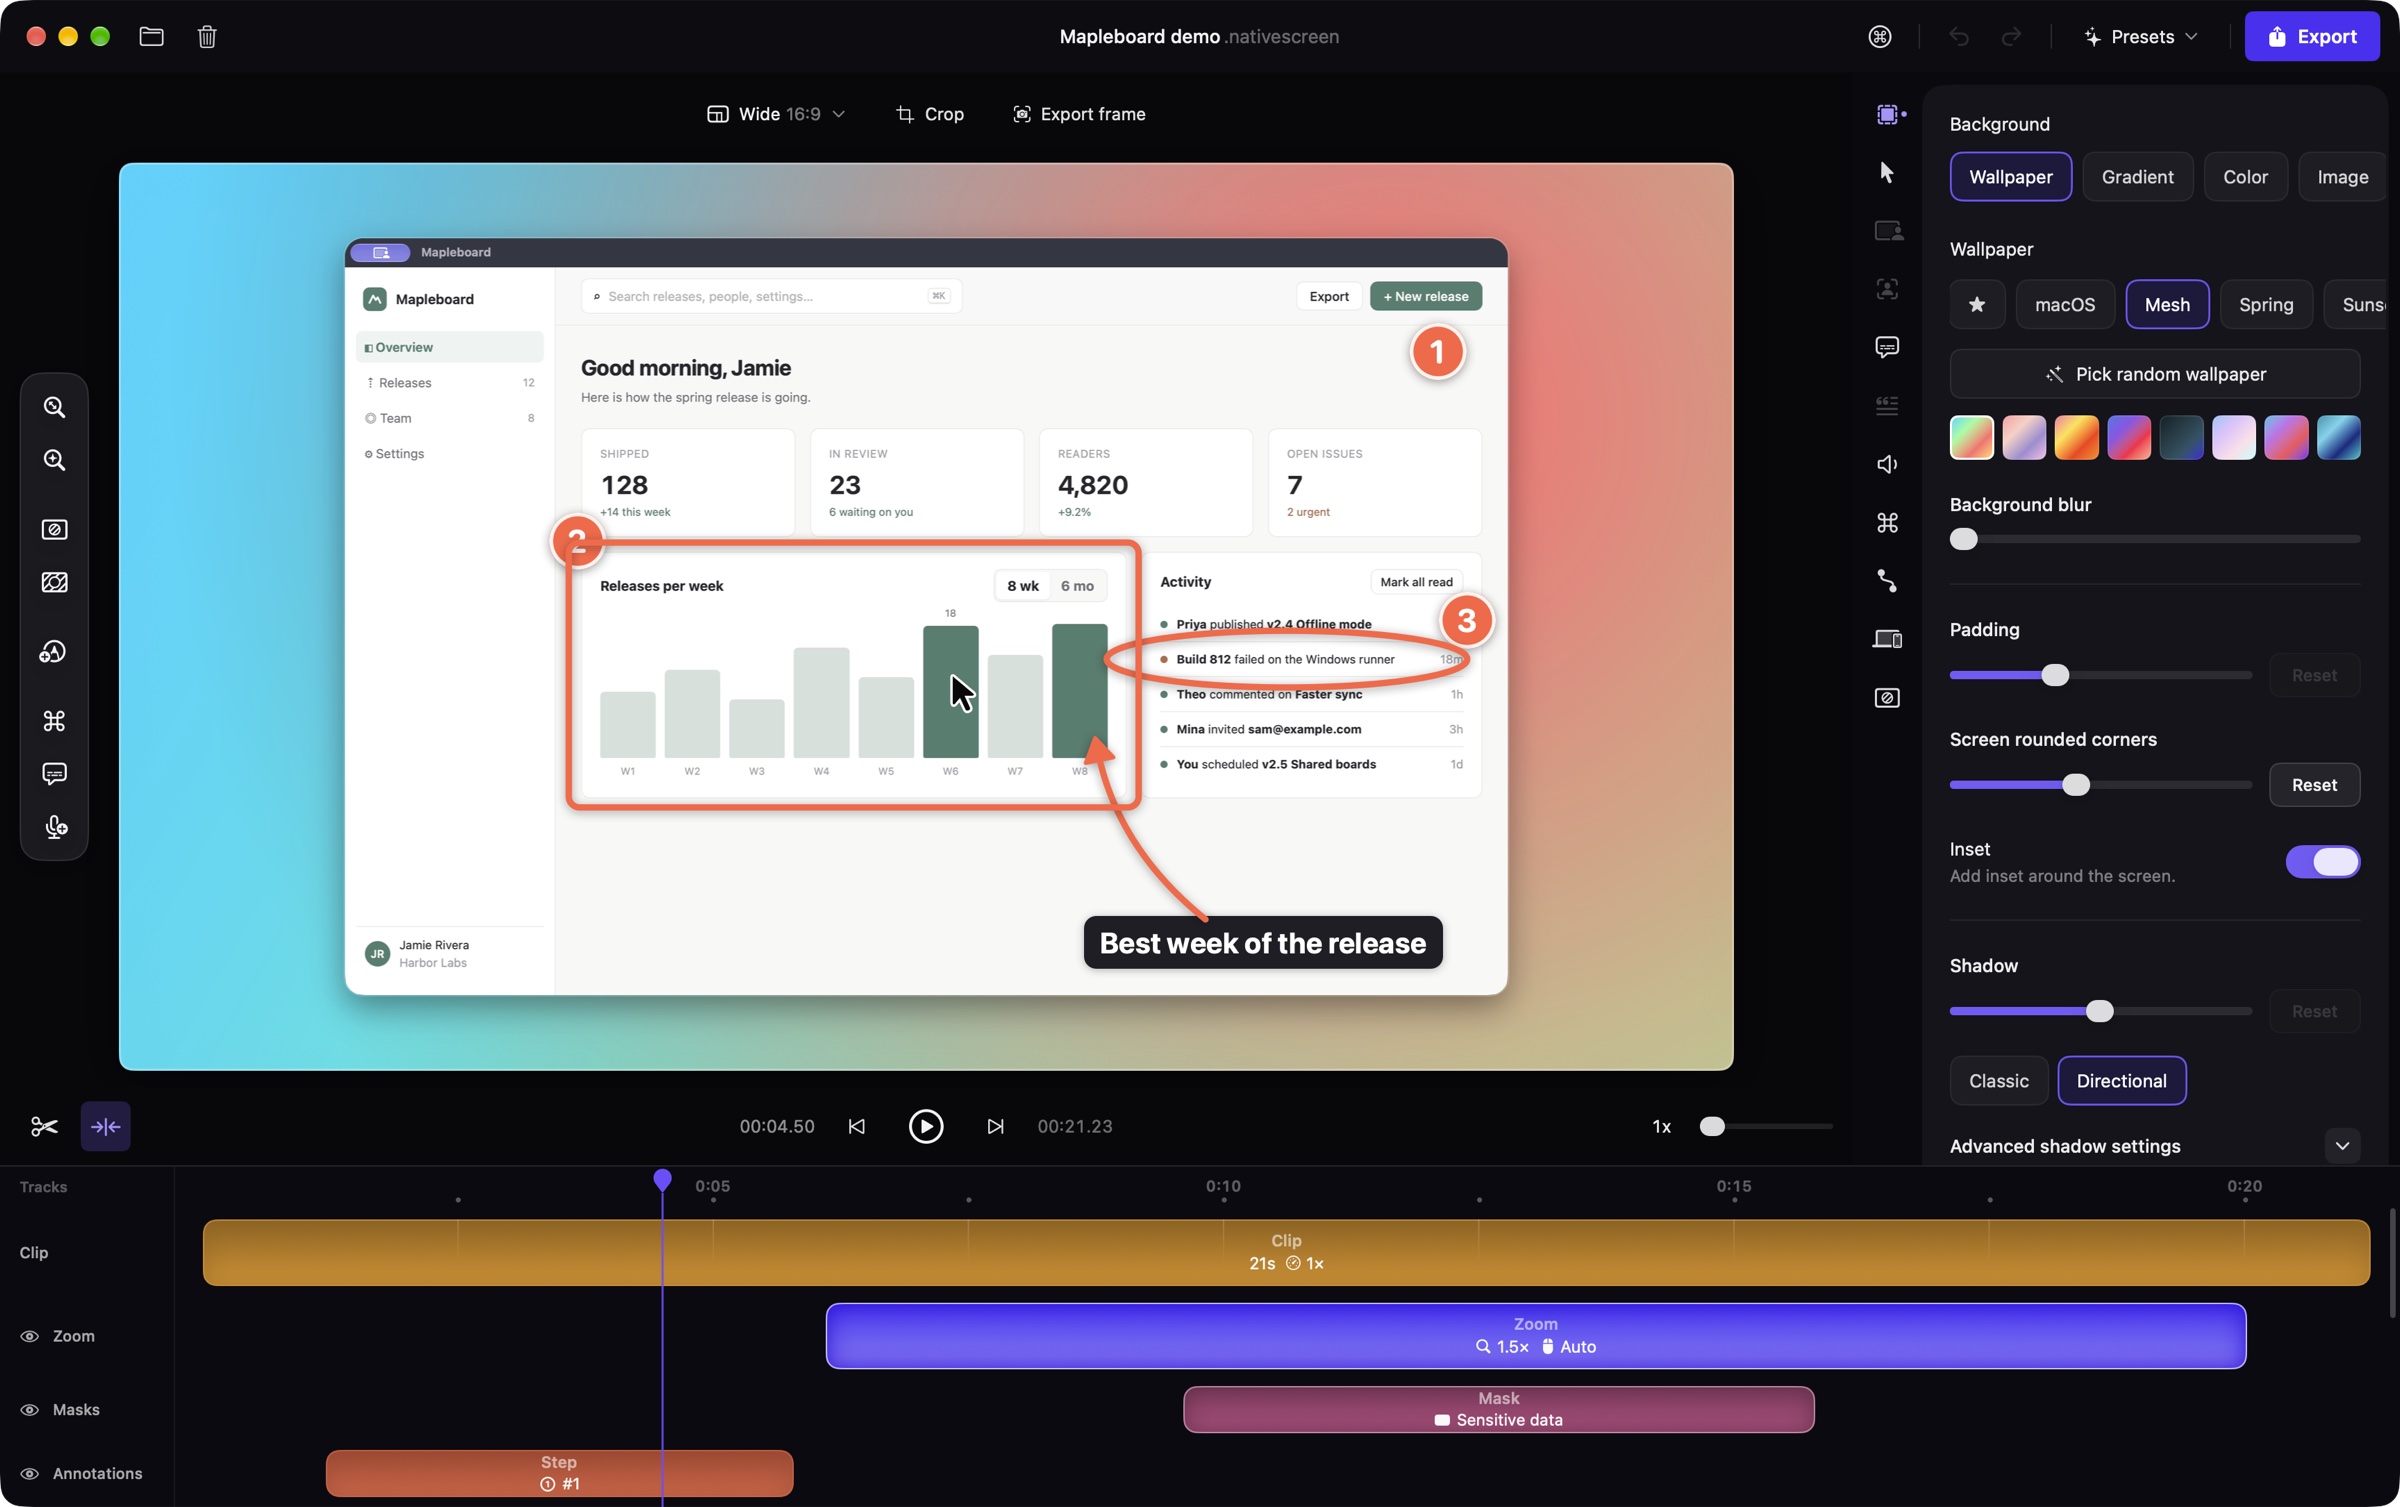 Mapleboard demo.nativescreen
Presets
Export
Wide 16:9
Crop
Export frame
Mapleboard
Mapleboard
Search releases, people, settings...
⌘K
Export
+ New release
Overview
Releases 12
Team 8
Settings
Good morning, Jamie
Here is how the spring release is going.
1
SHIPPED
128
+14 this week
IN REVIEW
23
6 waiting on you
READERS
4,820
+9.2%
OPEN ISSUES
7
2 urgent
2
Releases per week
8 wk 6 mo
18
W1 W2 W3 W4 W5 W6 W7 W8
Activity
Mark all read
3
Priya published v2.4 Offline mode
Build 812 failed on the Windows runner 18m
Theo commented on Faster sync 1h
Mina invited sam@example.com 3h
You scheduled v2.5 Shared boards 1d
Best week of the release
JR
Jamie Rivera
Harbor Labs
Background
Wallpaper Gradient Color Image
Wallpaper
macOS Mesh Spring
Pick random wallpaper
Background blur
Padding
Reset
Screen rounded corners
Reset
Inset
Add inset around the screen.
Shadow
Reset
Classic Directional
Advanced shadow settings
00:04.50
00:21.23
1x
Tracks
0:05 0:10 0:15 0:20
Clip
Clip
21s 1×
Zoom
Zoom
1.5× Auto
Masks
Mask
Sensitive data
Annotations
Step
1 #1